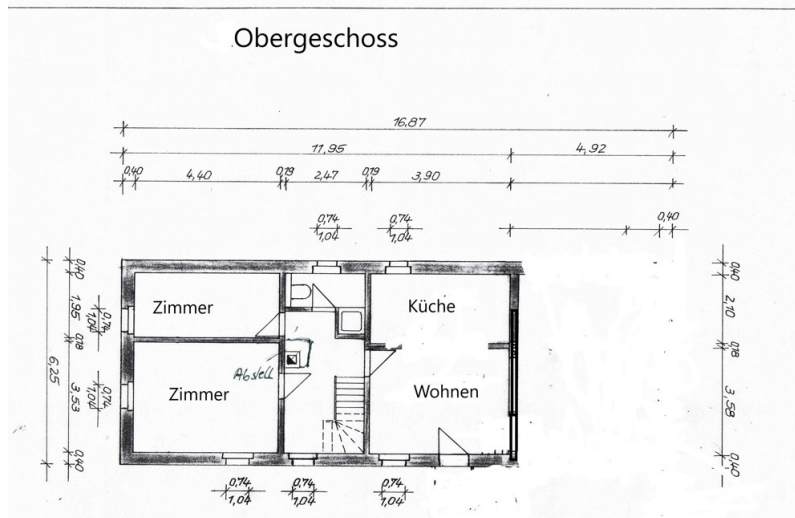 Obergeschoss
16,87
11,95 4,92
0,40 4,40 0,19 2,47 0,19 3,90
0,74 0,74 0,40
1,04 1,04
0,40 0,40
Zimmer Küche
1,95 0,74 1,04 2,10
0,18 0,18
6,25
Abstell
Zimmer Wohnen
3,53 0,74 1,04 3,58
0,40 0,40
0,74 0,74 0,74
1,04 1,04 1,04